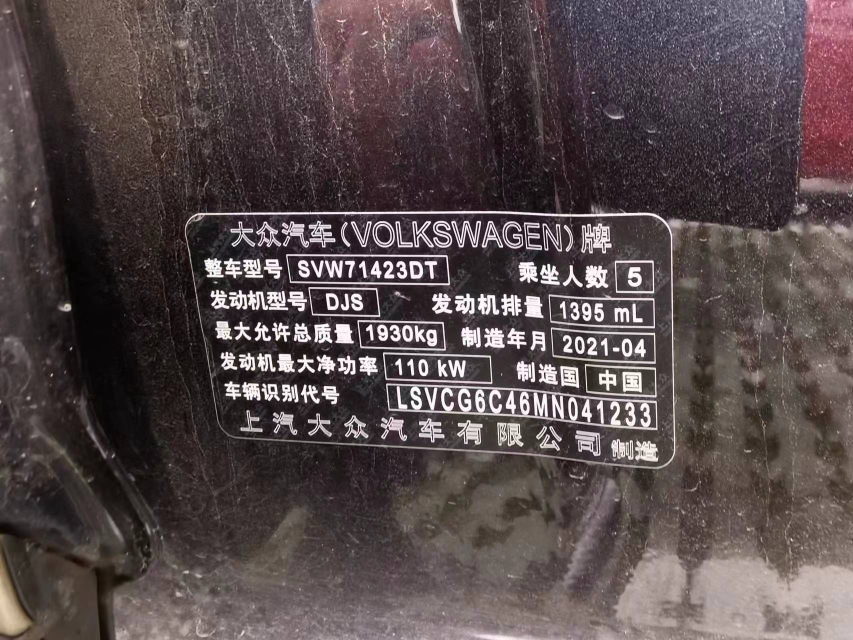 大众汽车(VOLKSWAGEN)牌
整车型号 SVW71423DT 乘坐人数 5
发动机型号 DJS 发动机排量 1395 mL
最大允许总质量 1930kg 制造年月 2021-04
发动机最大净功率 110 kW 制造国 中国
车辆识别代号 LSVCG6C46MN041233
上汽大众汽车有限公司 制造